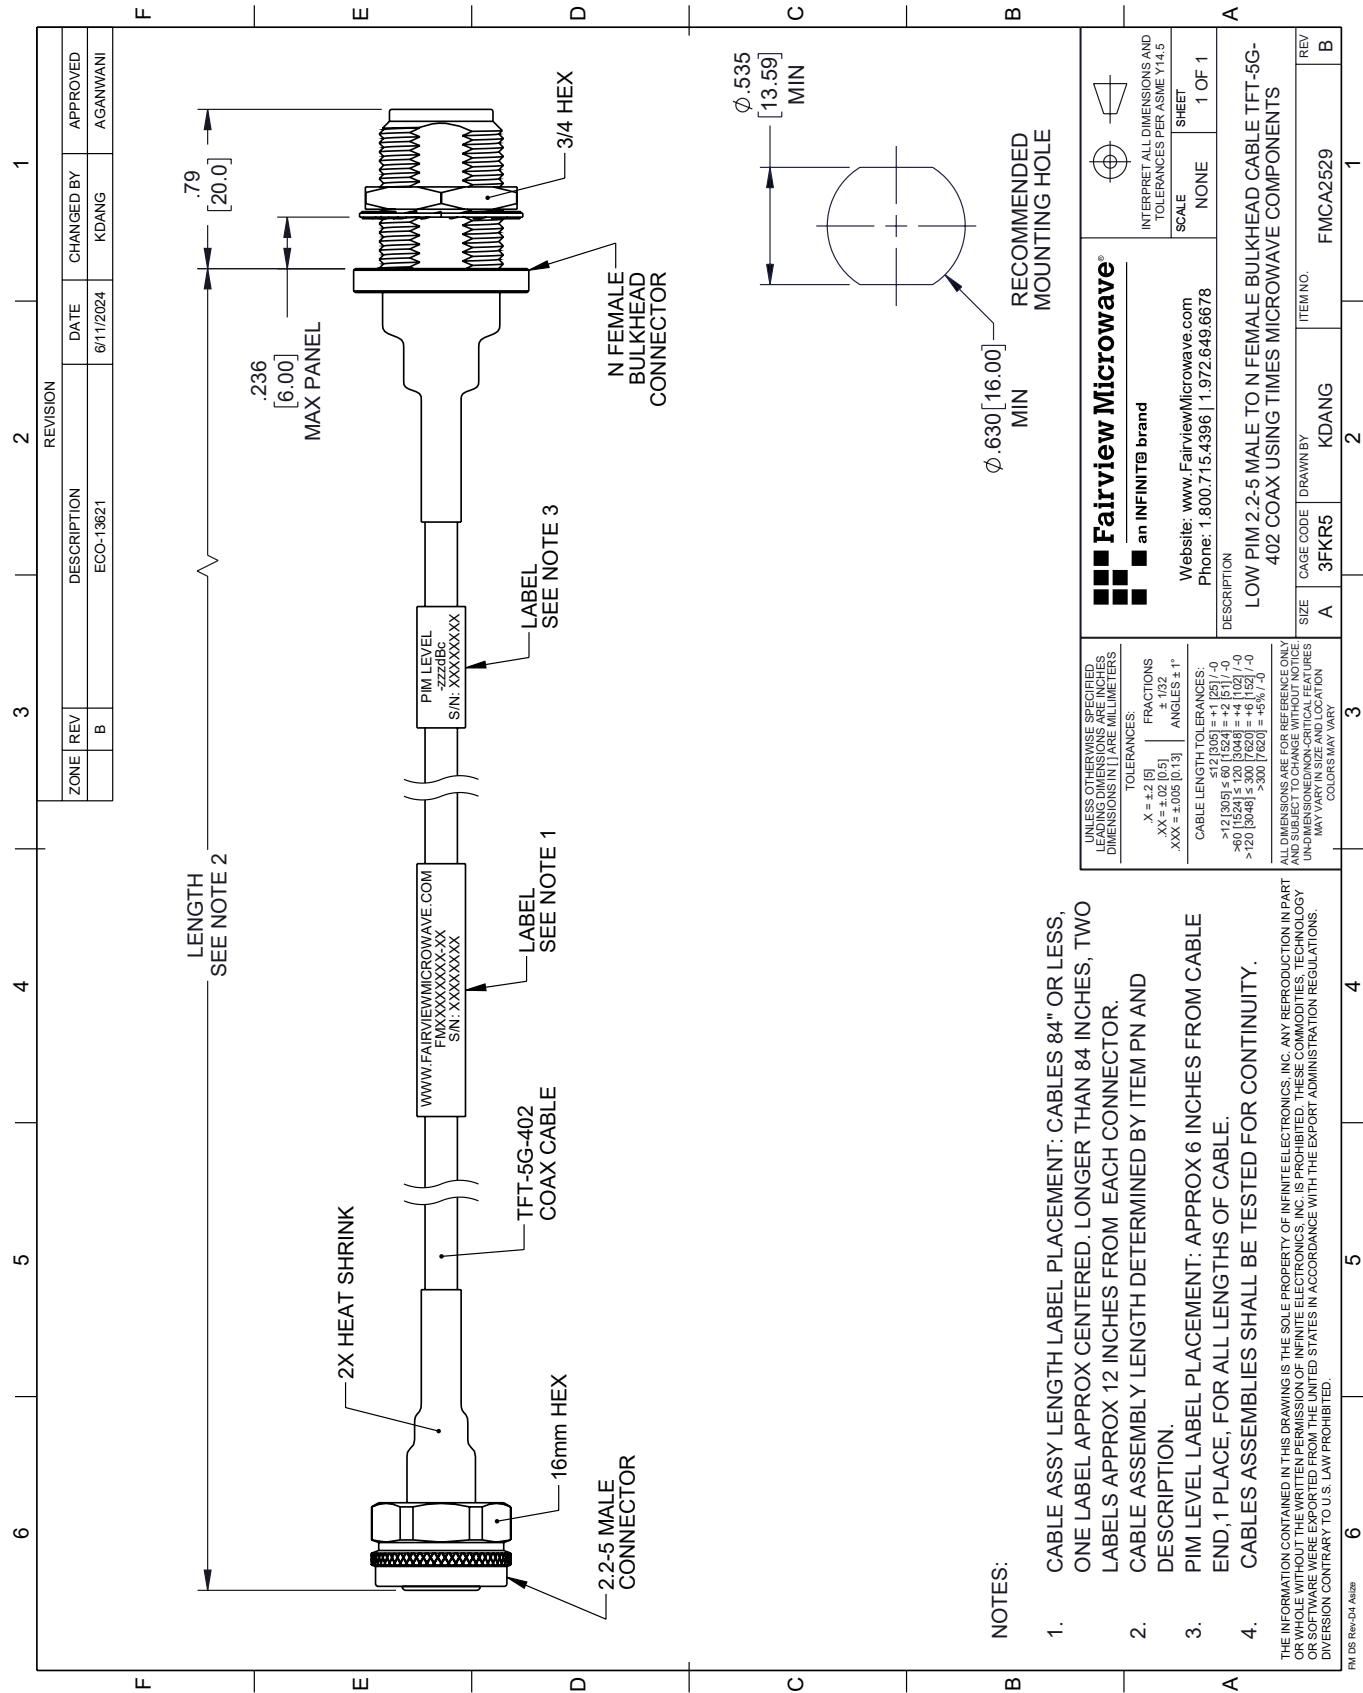 REVISION
ZONE REV DESCRIPTION DATE CHANGED BY APPROVED
B ECO-13621 6/11/2024 KDANG AGANWANI
6 5 4 3 2 1
F
E
D
C
B
A
LENGTH
SEE NOTE 2
.79
[20.0]
.236
[6.00]
MAX PANEL
2X HEAT SHRINK
16mm HEX
2.2-5 MALE
CONNECTOR
TFT-5G-402
COAX CABLE
WWW.FAIRVIEWMICROWAVE.COM
FMXXXXXXXX-XX
S/N: XXXXXXXX
LABEL
SEE NOTE 1
PIM LEVEL
-zzzdBc
S/N: XXXXXXXX
LABEL
SEE NOTE 3
N FEMALE
BULKHEAD
CONNECTOR
3/4 HEX
Ø.535
[13.59]
MIN
Ø.630[16.00]
MIN
RECOMMENDED
MOUNTING HOLE
NOTES:
1. CABLE ASSY LENGTH LABEL PLACEMENT: CABLES 84" OR LESS,
ONE LABEL APPROX CENTERED. LONGER THAN 84 INCHES, TWO
LABELS APPROX 12 INCHES FROM EACH CONNECTOR.
2. CABLE ASSEMBLY LENGTH DETERMINED BY ITEM PN AND
DESCRIPTION.
3. PIM LEVEL LABEL PLACEMENT: APPROX 6 INCHES FROM CABLE
END,1 PLACE, FOR ALL LENGTHS OF CABLE.
4. CABLES ASSEMBLIES SHALL BE TESTED FOR CONTINUITY.
THE INFORMATION CONTAINED IN THIS DRAWING IS THE SOLE PROPERTY OF INFINITE ELECTRONICS, INC. ANY REPRODUCTION IN PART
OR WHOLE WITHOUT THE WRITTEN PERMISSION OF INFINITE ELECTRONICS, INC. IS PROHIBITED. THESE COMMODITIES, TECHNOLOGY
OR SOFTWARE WERE EXPORTED FROM THE UNITED STATES IN ACCORDANCE WITH THE EXPORT ADMINISTRATION REGULATIONS.
DIVERSION CONTRARY TO U.S. LAW PROHIBITED.
UNLESS OTHERWISE SPECIFIED
LEADING DIMENSIONS ARE INCHES
DIMENSIONS IN [ ] ARE MILLIMETERS
TOLERANCES:
.X = ±.2 [5]
.XX = ±.02 [0.5]
.XXX = ±.005 [0.13]
FRACTIONS
± 1/32
ANGLES ± 1°
CABLE LENGTH TOLERANCES:
≤12 [305] = +1 [25] / -0
>12 [305] ≤ 60 [1524] = +2 [51] / -0
>60 [1524] ≤ 120 [3048] = +4 [102] / -0
>120 [3048] ≤ 300 [7620] = +6 [152] / -0
>300 [7620] = +5% / -0
ALL DIMENSIONS ARE FOR REFERENCE ONLY
AND SUBJECT TO CHANGE WITHOUT NOTICE.
UN-DIMENSIONED/NON-CRITICAL FEATURES
MAY VARY IN SIZE AND LOCATION
COLORS MAY VARY
Fairview Microwave®
an INFINIT@ brand
Website: www.FairviewMicrowave.com
Phone: 1.800.715.4396 | 1.972.649.6678
INTERPRET ALL DIMENSIONS AND
TOLERANCES PER ASME Y14.5
SCALE
NONE
SHEET
1 OF 1
DESCRIPTION
LOW PIM 2.2-5 MALE TO N FEMALE BULKHEAD CABLE TFT-5G-
402 COAX USING TIMES MICROWAVE COMPONENTS
SIZE
A
CAGE CODE
3FKR5
DRAWN BY
KDANG
ITEM NO.
FMCA2529
REV
B
6 5 4 3 2 1
F
E
D
C
B
A
FM DS Rev-D4 Asize